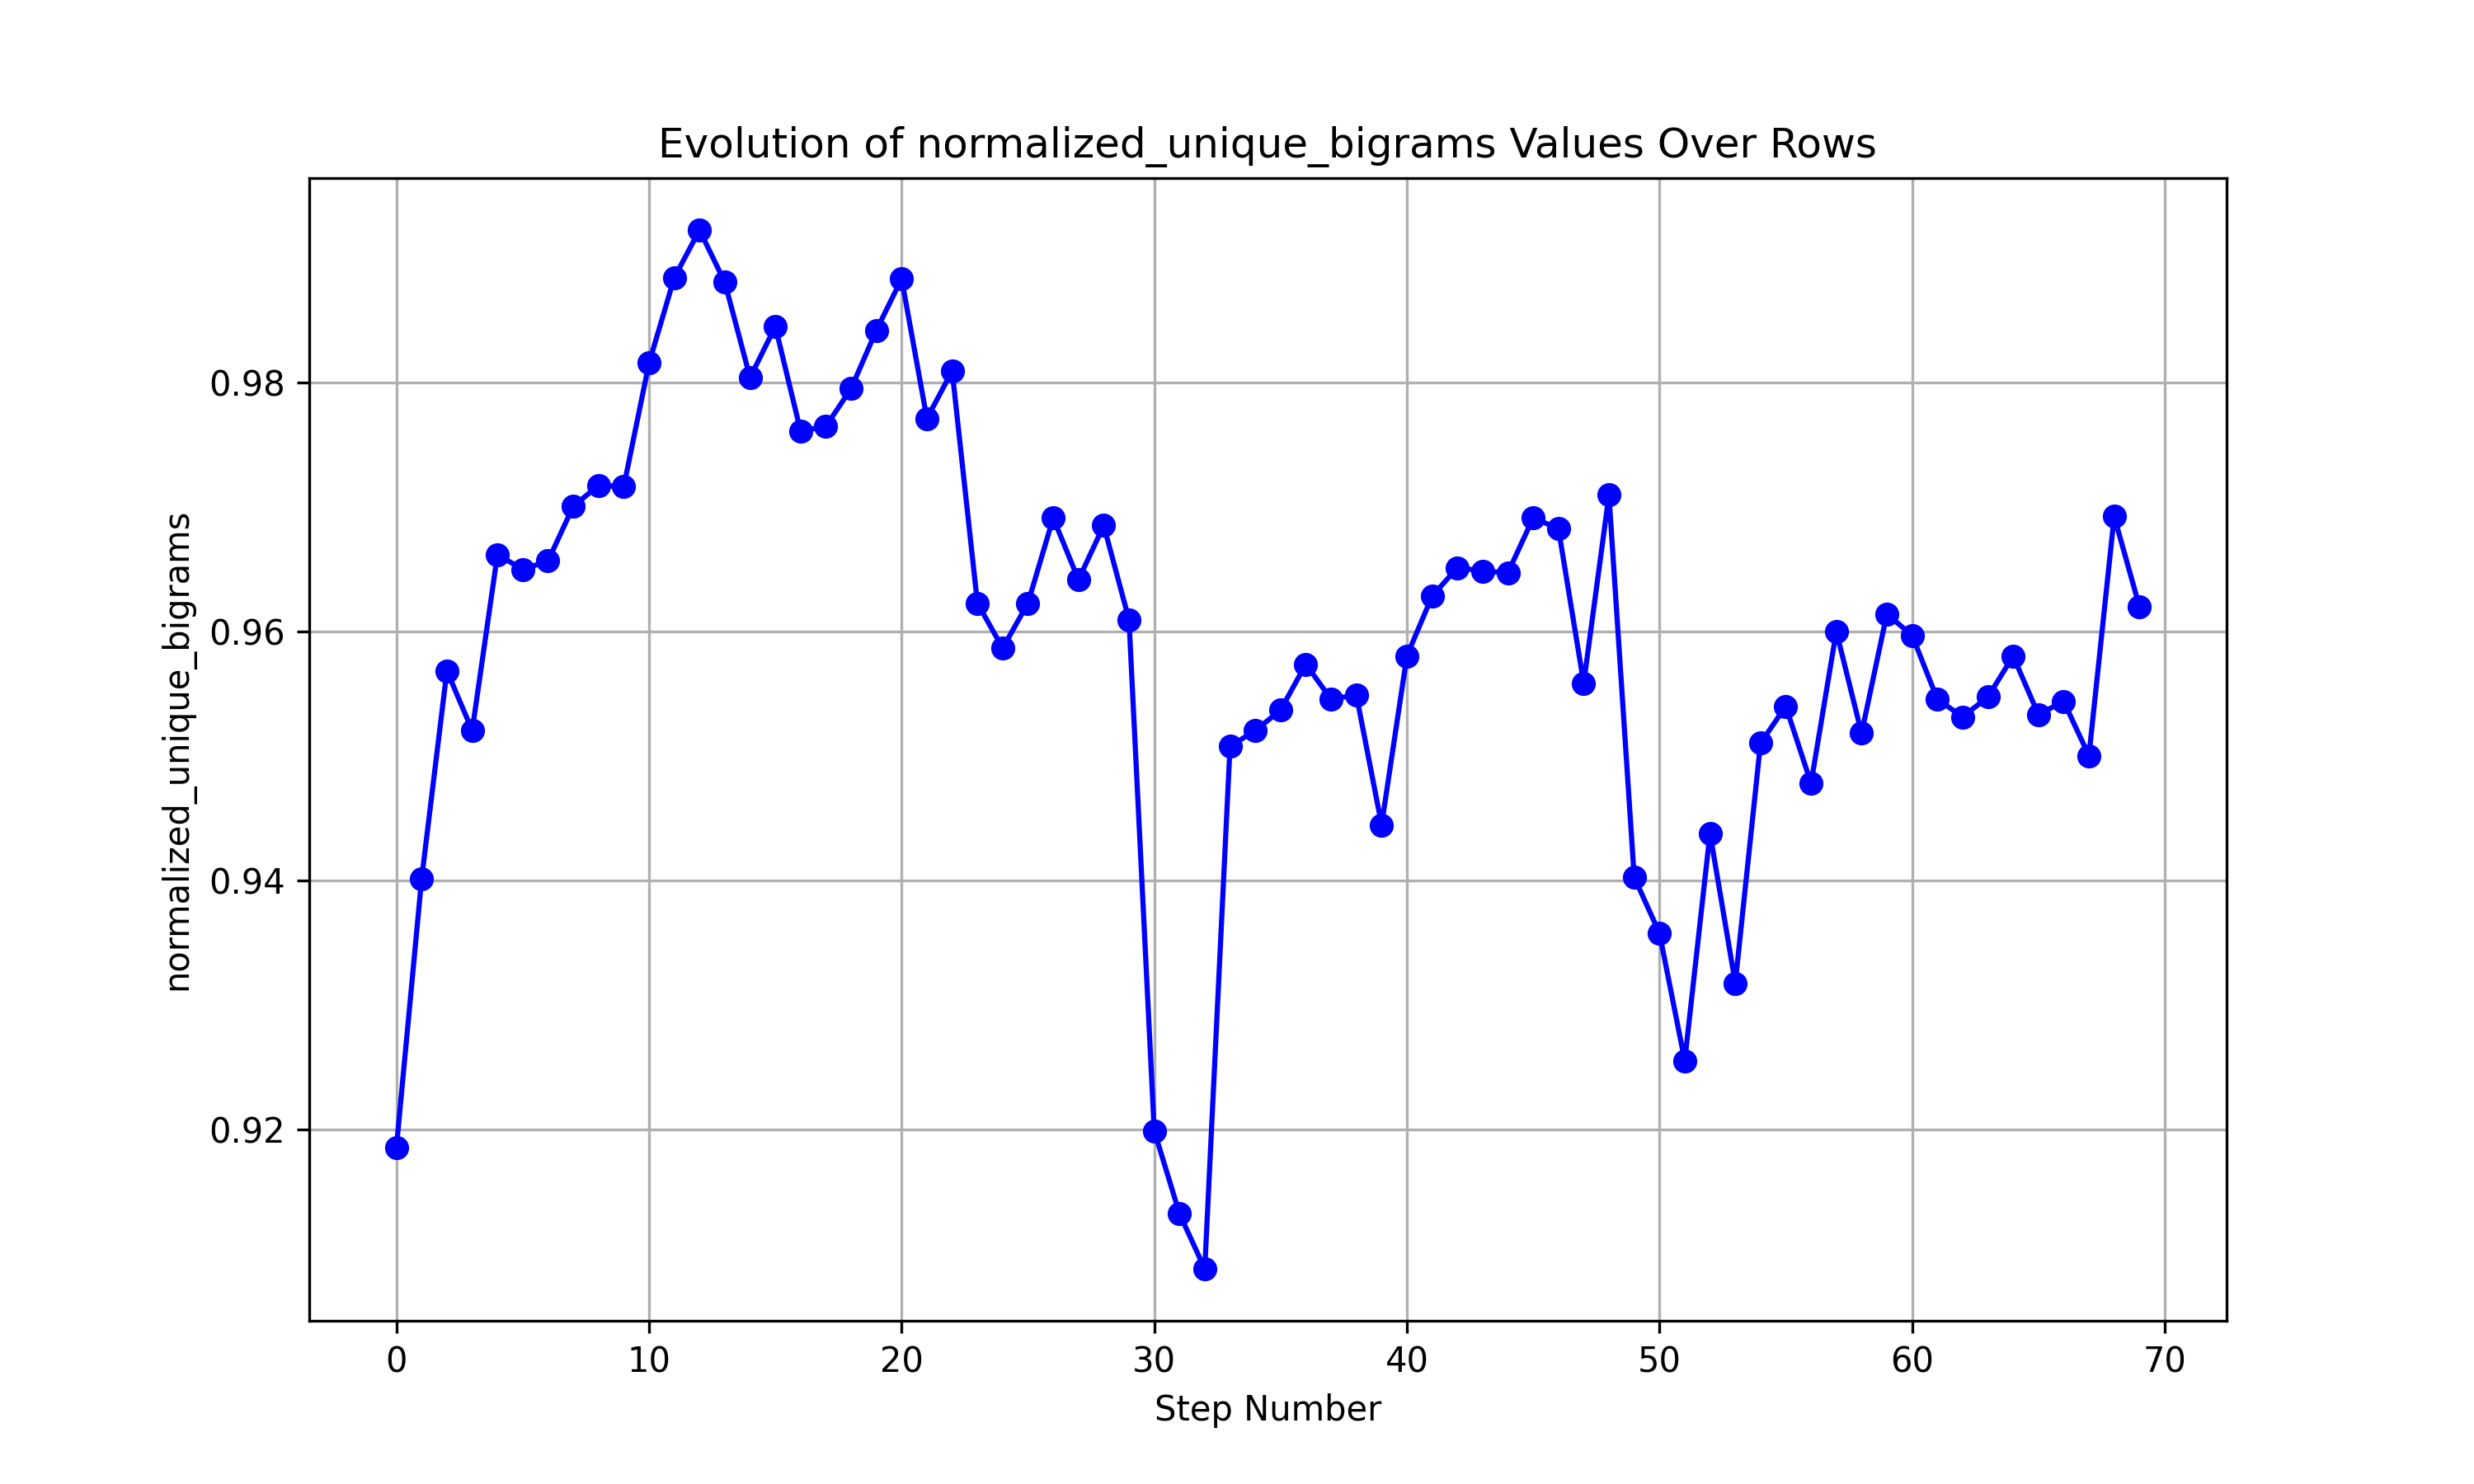 Evolution of normalized_unique_bigrams Values Over Rows
normalized_unique_bigrams
0.98
0.96
0.94
0.92
0 10 20 30 40 50 60 70
Step Number